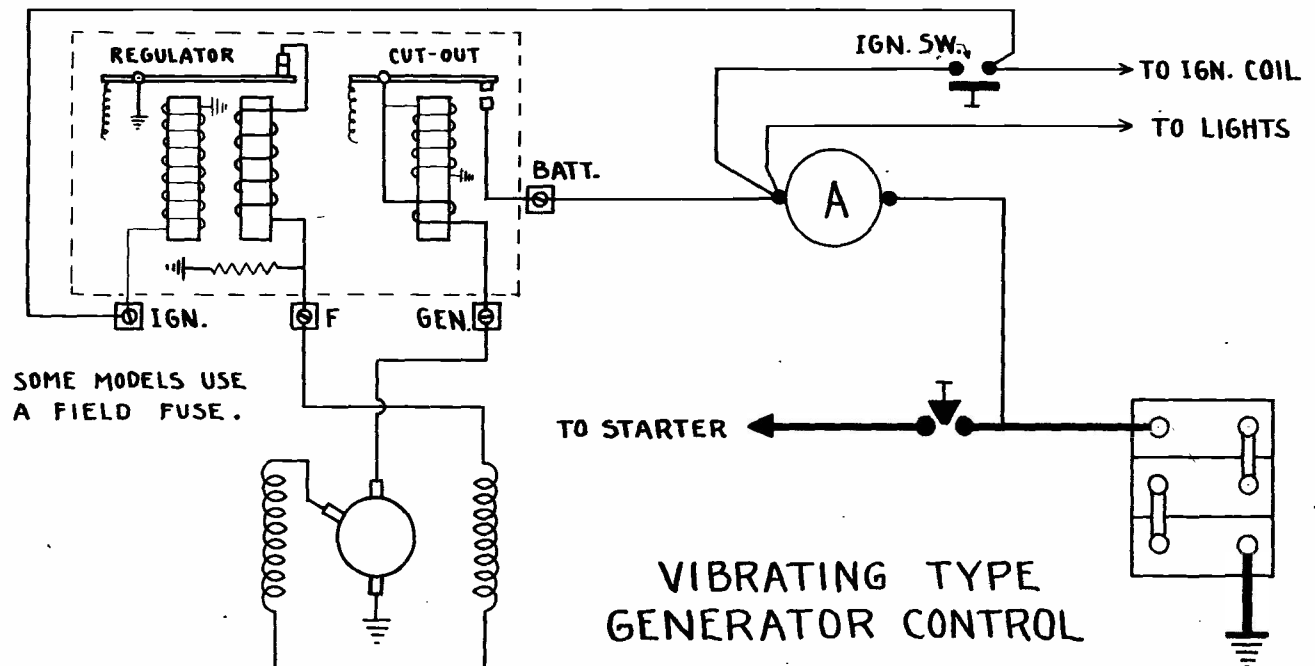 REGULATOR
CUT-OUT
IGN. SW.
TO IGN. COIL
TO LIGHTS
BATT.
A
IGN.
F
GEN.
SOME MODELS USE
A FIELD FUSE.
TO STARTER
VIBRATING TYPE
GENERATOR CONTROL